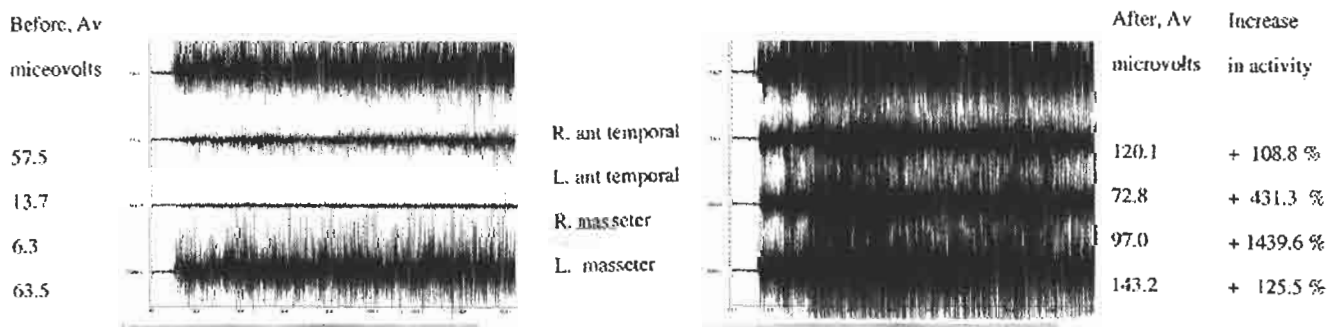 Before, Av
miceovolts
57.5
13.7
6.3
63.5
R. ant temporal
L. ant temporal
R. masseter
L. masseter
After, Av Increase
microvolts in activity
120.1 + 108.8 %
72.8 + 431.3 %
97.0 + 1439.6 %
143.2 + 125.5 %